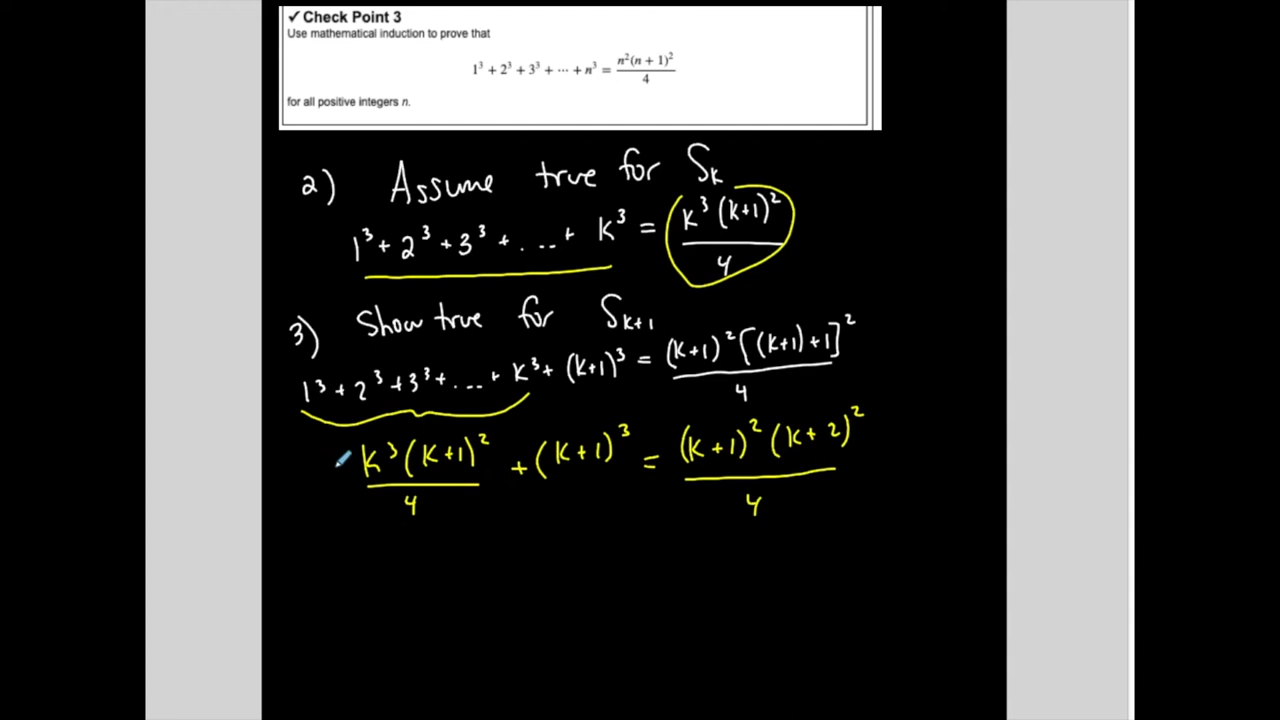 ✓ Check Point 3
Use mathematical induction to prove that
1³ + 2³ + 3³ + ⋯ + n³ = n²(n + 1)² / 4
for all positive integers n.
2) Assume true for Sₖ
1³ + 2³ + 3³ + . ... + k³ = k³ (k+1)² / 4
3) Show true for Sₖ₊₁
1³ + 2³ + 3³ + . ... + k³ + (k+1)³ = (k+1)² [(k+1)+1]² / 4
k³ (k+1)² / 4 + (k+1)³ = (k+1)² (k+2)² / 4